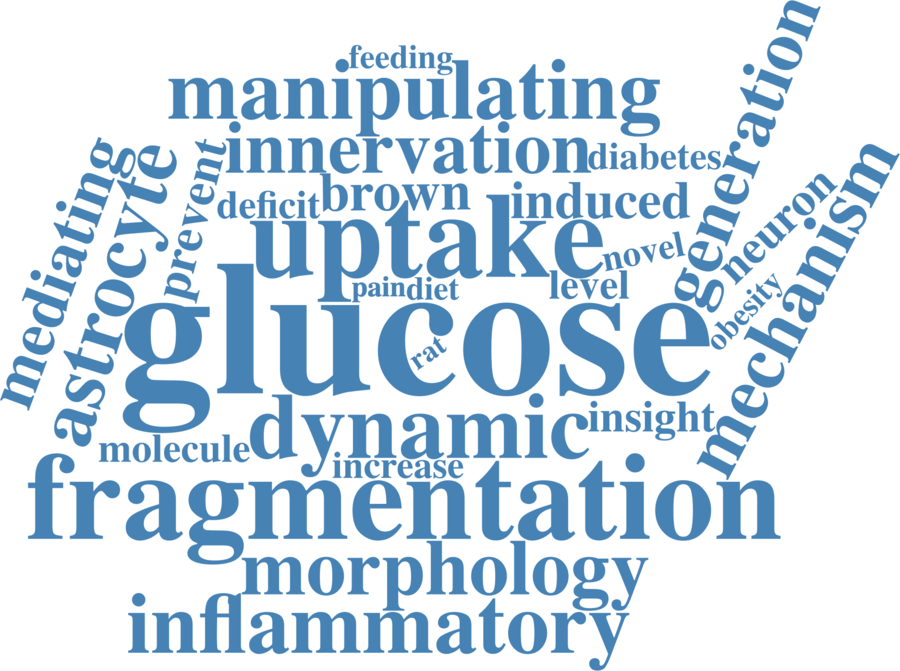 feeding
manipulating
generation
innervation
diabetes
mediating
astrocyte
prevent
deficit
brown
induced
uptake
novel
neuron
mechanism
pain
diet
level
obesity
glucose
rat
dynamic
insight
molecule
increase
fragmentation
morphology
inflammatory